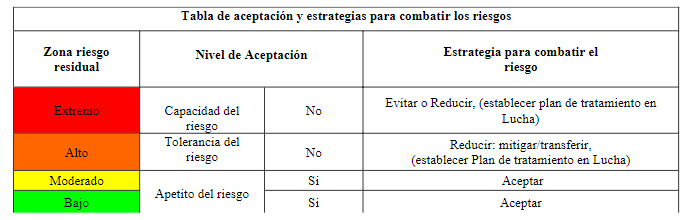 Tabla de aceptación y estrategias para combatir los riesgos
Zona riesgo
residual
Nivel de Aceptación
Estrategia para combatir el
riesgo
Extremo
Capacidad del
riesgo
No
Evitar o Reducir, (establecer plan de tratamiento en
Lucha)
Alto
Tolerancia del
riesgo
No
Reducir: mitigar/transferir,
(establecer Plan de tratamiento en Lucha)
Moderado
Apetito del riesgo
Si
Aceptar
Bajo
Si
Aceptar